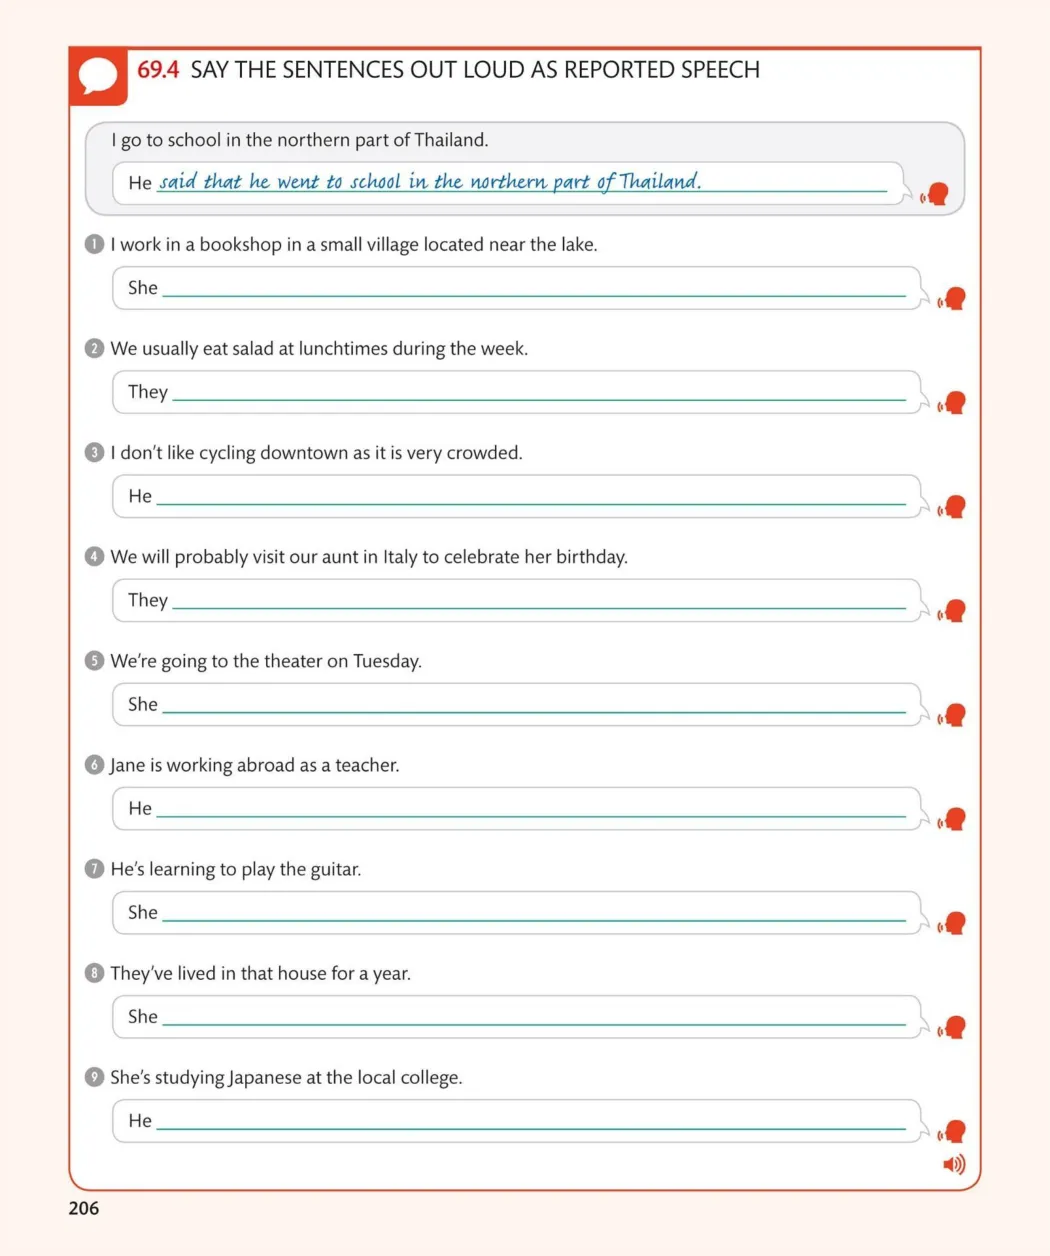 69.4 SAY THE SENTENCES OUT LOUD AS REPORTED SPEECH
I go to school in the northern part of Thailand.
He said that he went to school in the northern part of Thailand.
1 I work in a bookshop in a small village located near the lake.
She
2 We usually eat salad at lunchtimes during the week.
They
3 I don't like cycling downtown as it is very crowded.
He
4 We will probably visit our aunt in Italy to celebrate her birthday.
They
5 We're going to the theater on Tuesday.
She
6 Jane is working abroad as a teacher.
He
7 He's learning to play the guitar.
She
8 They've lived in that house for a year.
She
9 She's studying Japanese at the local college.
He
206